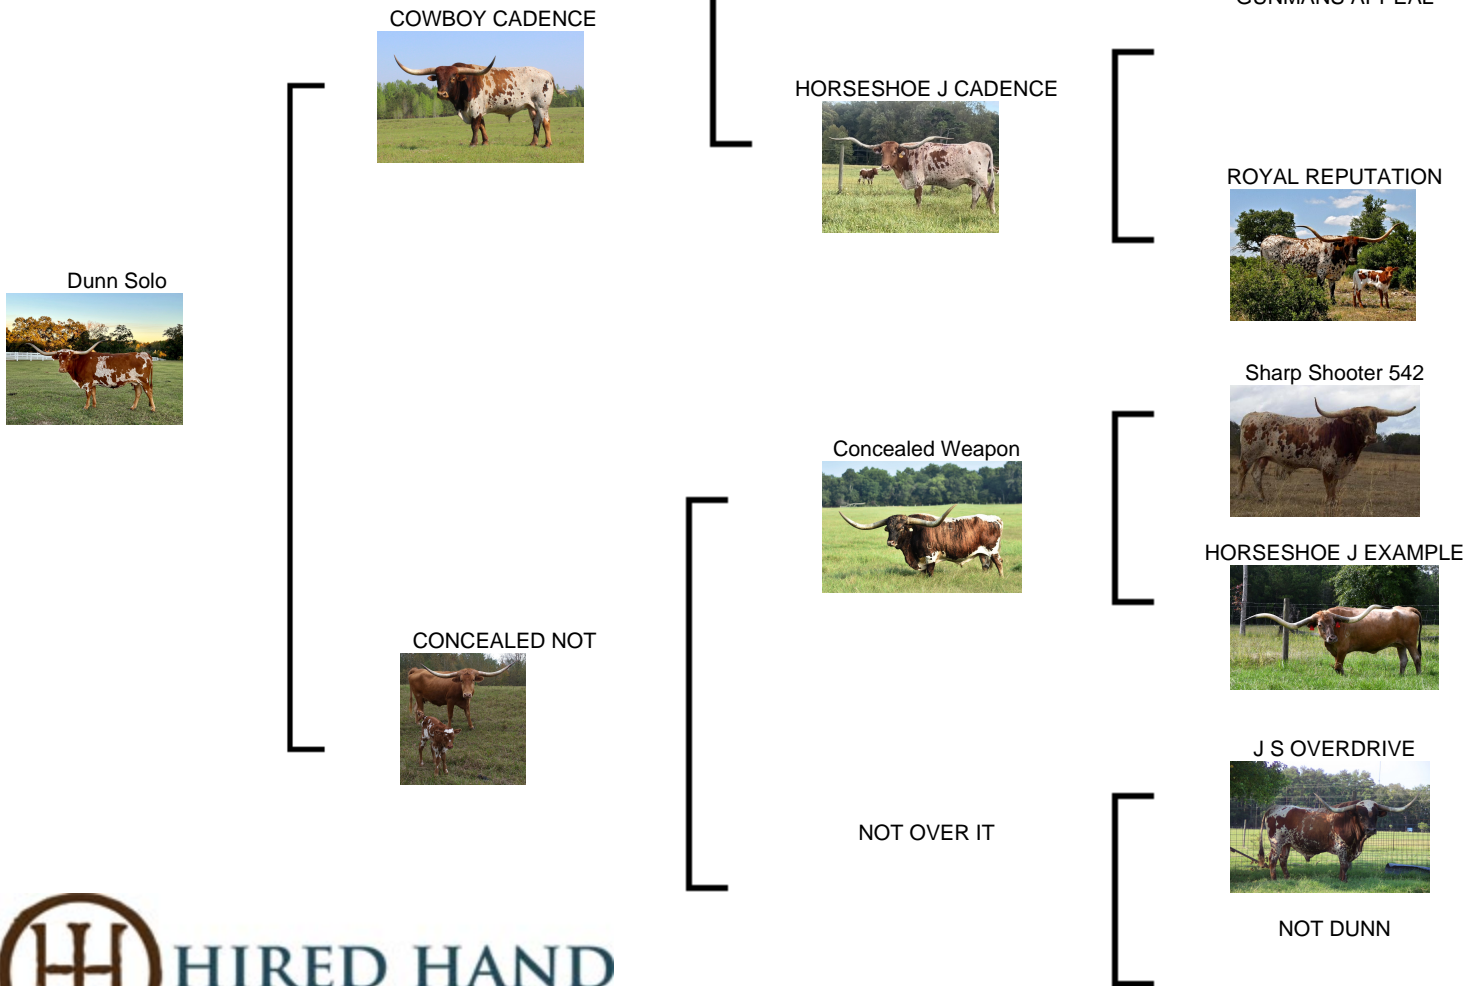 COWBOY CADENCE
HORSESHOE J CADENCE
ROYAL REPUTATION
Dunn Solo
Sharp Shooter 542
Concealed Weapon
HORSESHOE J EXAMPLE
CONCEALED NOT
J S OVERDRIVE
NOT OVER IT
NOT DUNN
HIRED HAND